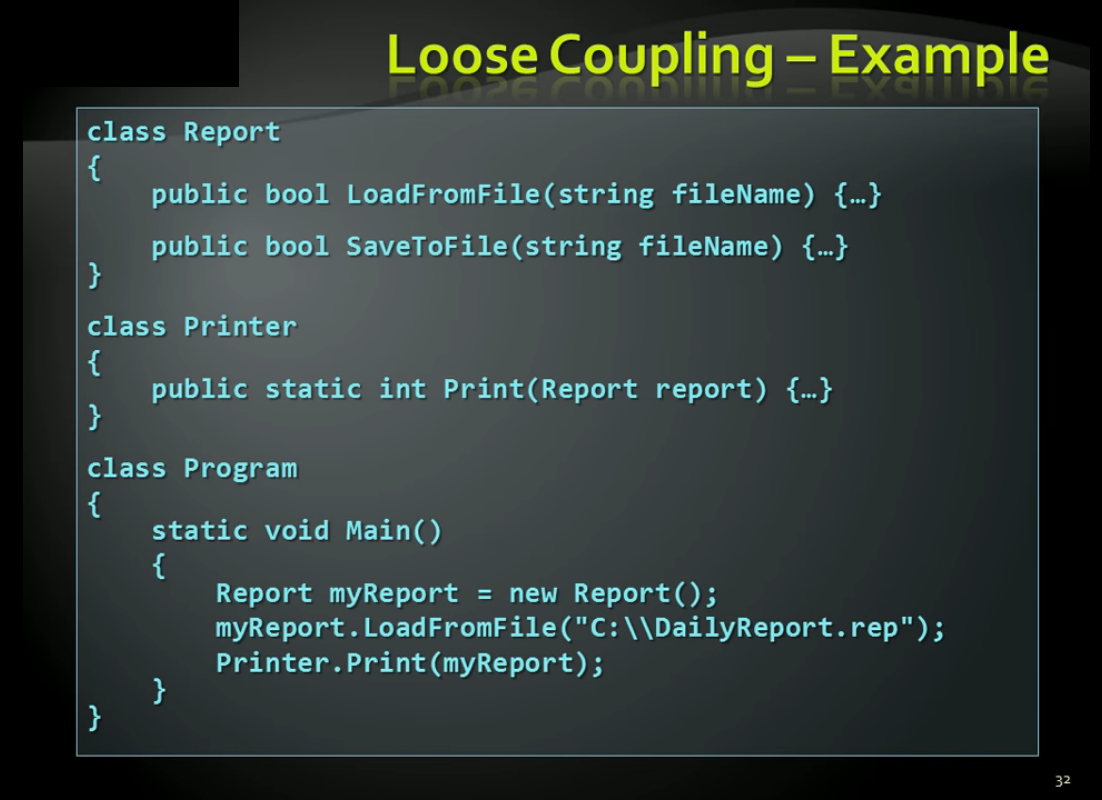 Loose Coupling – Example
class Report
{
    public bool LoadFromFile(string fileName) {…}
    public bool SaveToFile(string fileName) {…}
}
class Printer
{
    public static int Print(Report report) {…}
}
class Program
{
    static void Main()
    {
        Report myReport = new Report();
        myReport.LoadFromFile("C:\\DailyReport.rep");
        Printer.Print(myReport);
    }
}
32